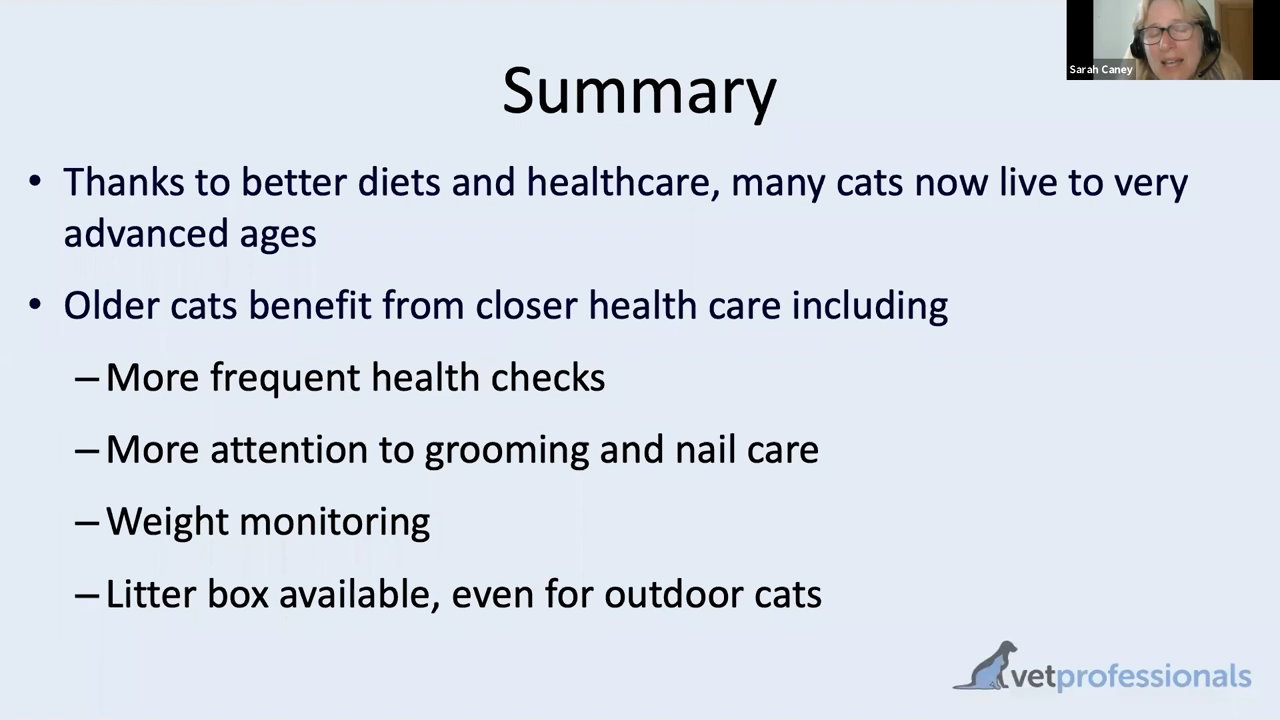 Sarah Caney
Summary
• Thanks to better diets and healthcare, many cats now live to very
advanced ages
• Older cats benefit from closer health care including
– More frequent health checks
– More attention to grooming and nail care
– Weight monitoring
– Litter box available, even for outdoor cats
vetprofessionals